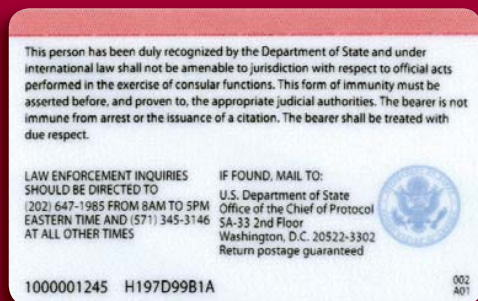 This person has been duly recognized by the Department of State and under
international law shall not be amenable to jurisdiction with respect to official acts
performed in the exercise of consular functions. This form of immunity must be
asserted before, and proven to, the appropriate judicial authorities. The bearer is not
immune from arrest or the issuance of a citation. The bearer shall be treated with
due respect.
LAW ENFORCEMENT INQUIRIES
SHOULD BE DIRECTED TO
(202) 647-1985 FROM 8AM TO 5PM
EASTERN TIME AND (571) 345-3146
AT ALL OTHER TIMES
IF FOUND, MAIL TO:
U.S. Department of State
Office of the Chief of Protocol
SA-33 2nd Floor
Washington, D.C. 20522-3302
Return postage guaranteed
1000001245 H197D99B1A
002
A01